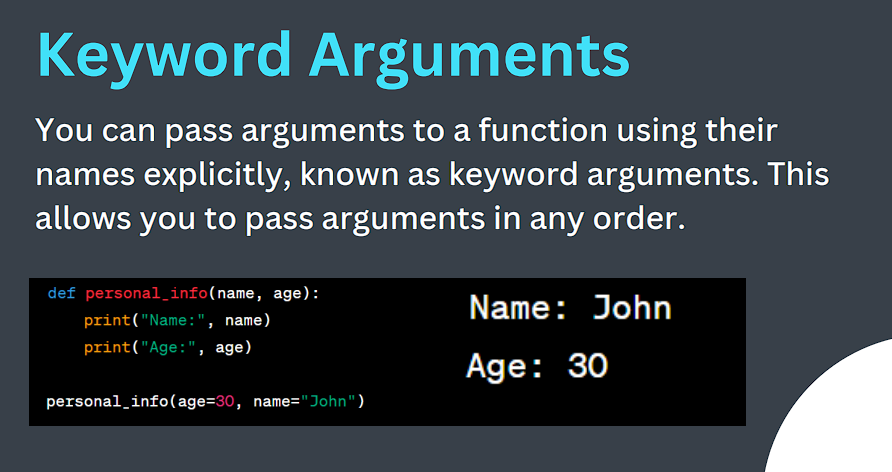 Keyword Arguments
You can pass arguments to a function using their
names explicitly, known as keyword arguments. This
allows you to pass arguments in any order.
def personal_info(name, age):
    print("Name:", name)
    print("Age:", age)
personal_info(age=30, name="John")
Name: John
Age: 30